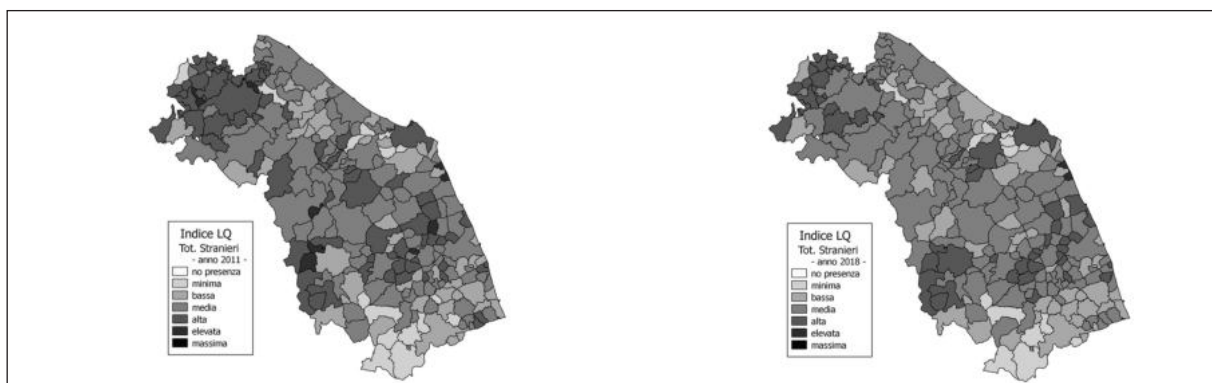 Indice LQ
Tot. Stranieri
- anno 2011 -
no presenza
minima
bassa
media
alta
elevata
massima
Indice LQ
Tot. Stranieri
- anno 2018 -
no presenza
minima
bassa
media
alta
elevata
massima